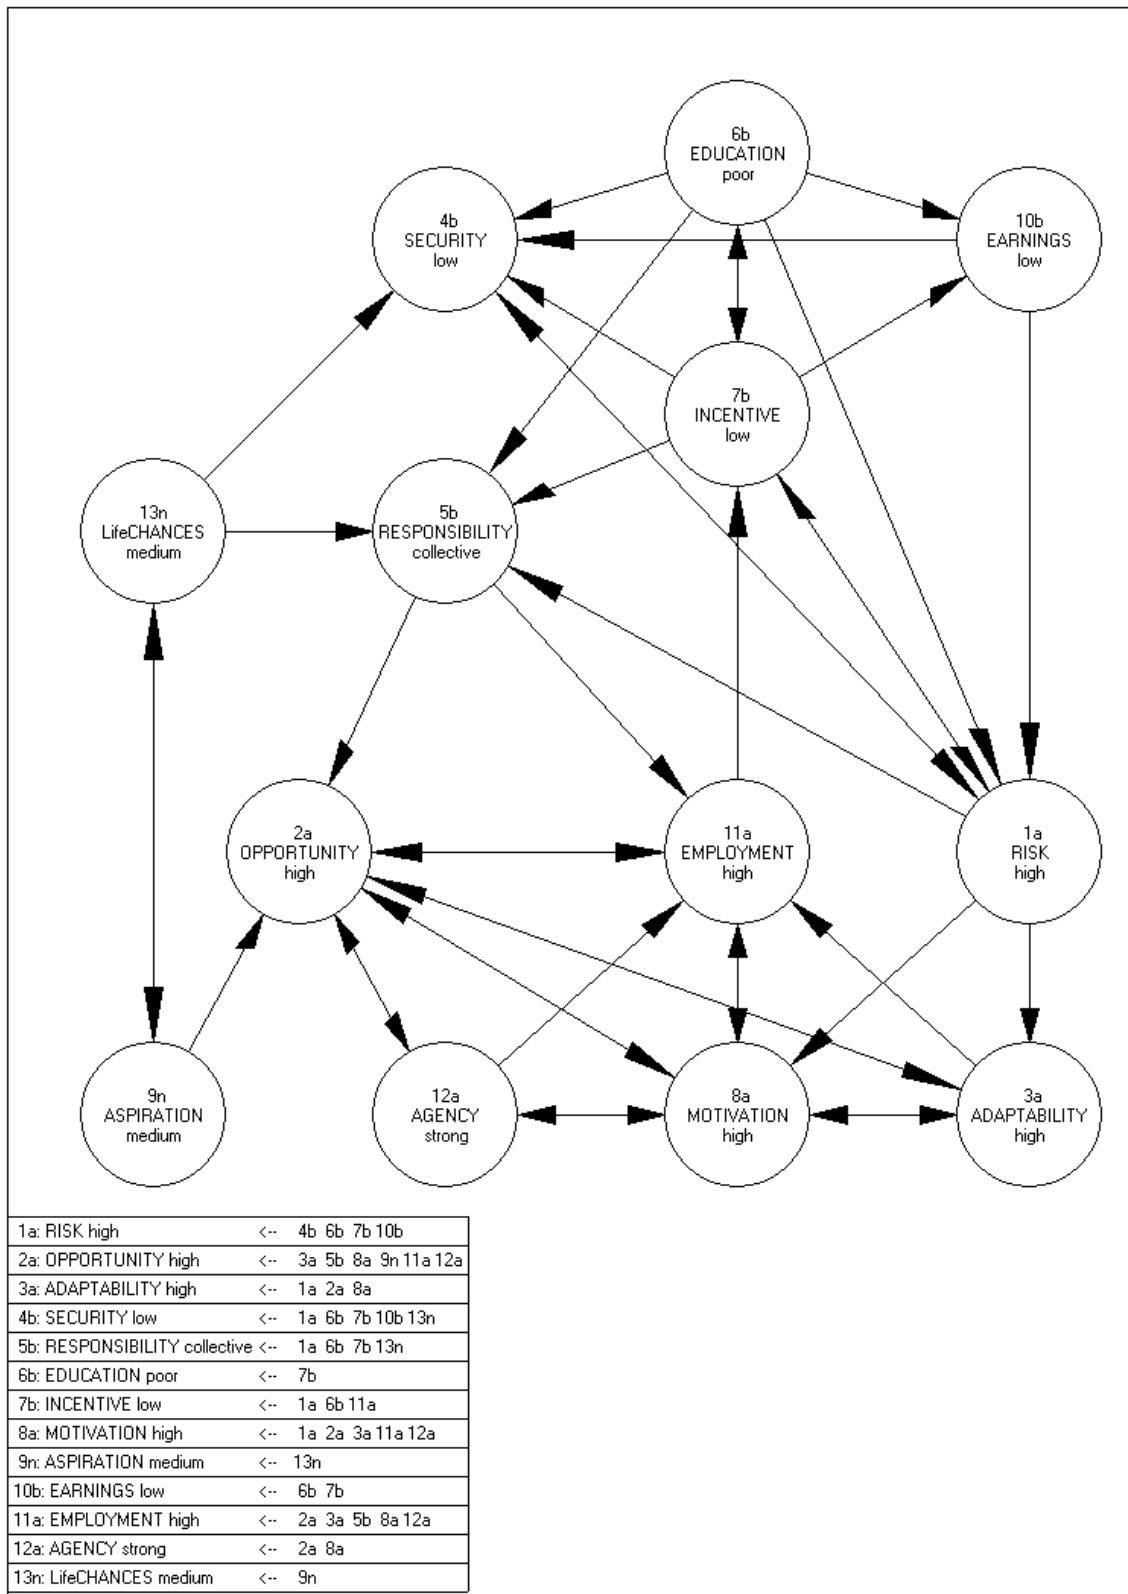 6b
EDUCATION
poor
4b
SECURITY
low
10b
EARNINGS
low
7b
INCENTIVE
low
13n
LifeCHANCES
medium
5b
RESPONSIBILITY
collective
2a
OPPORTUNITY
high
11a
EMPLOYMENT
high
1a
RISK
high
9n
ASPIRATION
medium
12a
AGENCY
strong
8a
MOTIVATION
high
3a
ADAPTABILITY
high
1a: RISK high <-- 4b 6b 7b 10b
2a: OPPORTUNITY high <-- 3a 5b 8a 9n 11a 12a
3a: ADAPTABILITY high <-- 1a 2a 8a
4b: SECURITY low <-- 1a 6b 7b 10b 13n
5b: RESPONSIBILITY collective <-- 1a 6b 7b 13n
6b: EDUCATION poor <-- 7b
7b: INCENTIVE low <-- 1a 6b 11a
8a: MOTIVATION high <-- 1a 2a 3a 11a 12a
9n: ASPIRATION medium <-- 13n
10b: EARNINGS low <-- 6b 7b
11a: EMPLOYMENT high <-- 2a 3a 5b 8a 12a
12a: AGENCY strong <-- 2a 8a
13n: LifeCHANCES medium <-- 9n